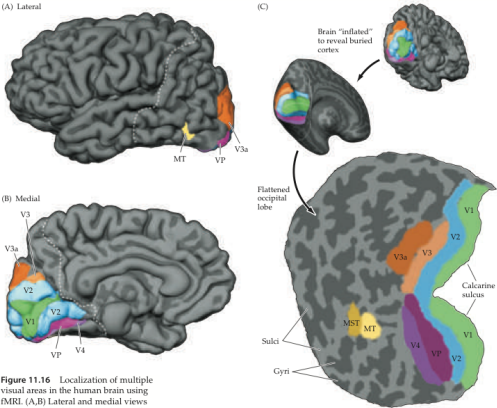 (A) Lateral
MT
VP
V3a
(B) Medial
V3
V3a
V2
V1
V2
VP
V4
Figure 11.16 Localization of multiple
visual areas in the human brain using
fMRI. (A,B) Lateral and medial views
(C)
Brain “inflated”
to reveal buried
cortex
Flattened
occipital
lobe
V1
V2
V3
V3a
Calcarine
sulcus
MST
MT
Sulci
Gyri
V4
VP
V2
V1